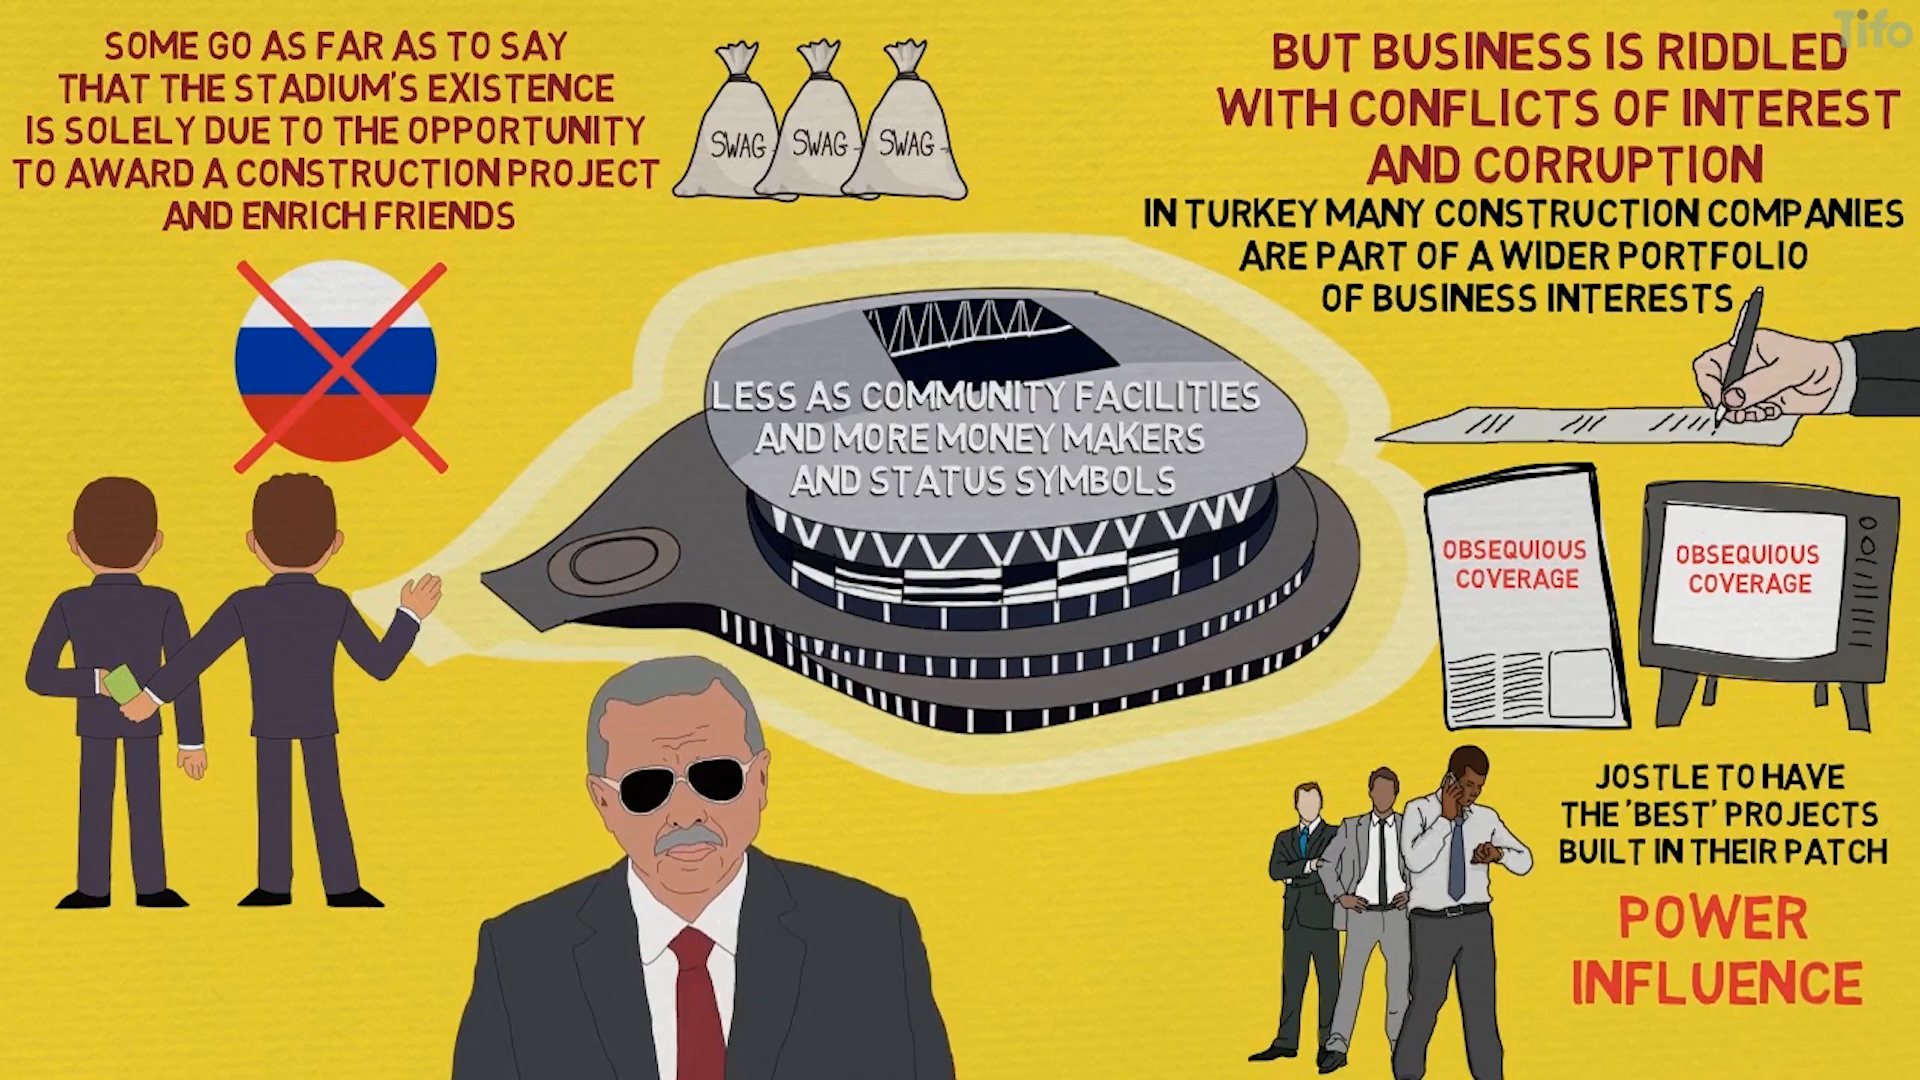 SOME GO AS FAR AS TO SAY
THAT THE STADIUM'S EXISTENCE
IS SOLELY DUE TO THE OPPORTUNITY
TO AWARD A CONSTRUCTION PROJECT
AND ENRICH FRIENDS
SWAG
SWAG
SWAG
Tifo
BUT BUSINESS IS RIDDLED
WITH CONFLICTS OF INTEREST
AND CORRUPTION
IN TURKEY MANY CONSTRUCTION COMPANIES
ARE PART OF A WIDER PORTFOLIO
OF BUSINESS INTERESTS
LESS AS COMMUNITY FACILITIES
AND MORE MONEY MAKERS
AND STATUS SYMBOLS
OBSEQUIOUS
COVERAGE
OBSEQUIOUS
COVERAGE
JOSTLE TO HAVE
THE 'BEST' PROJECTS
BUILT IN THEIR PATCH
POWER
INFLUENCE